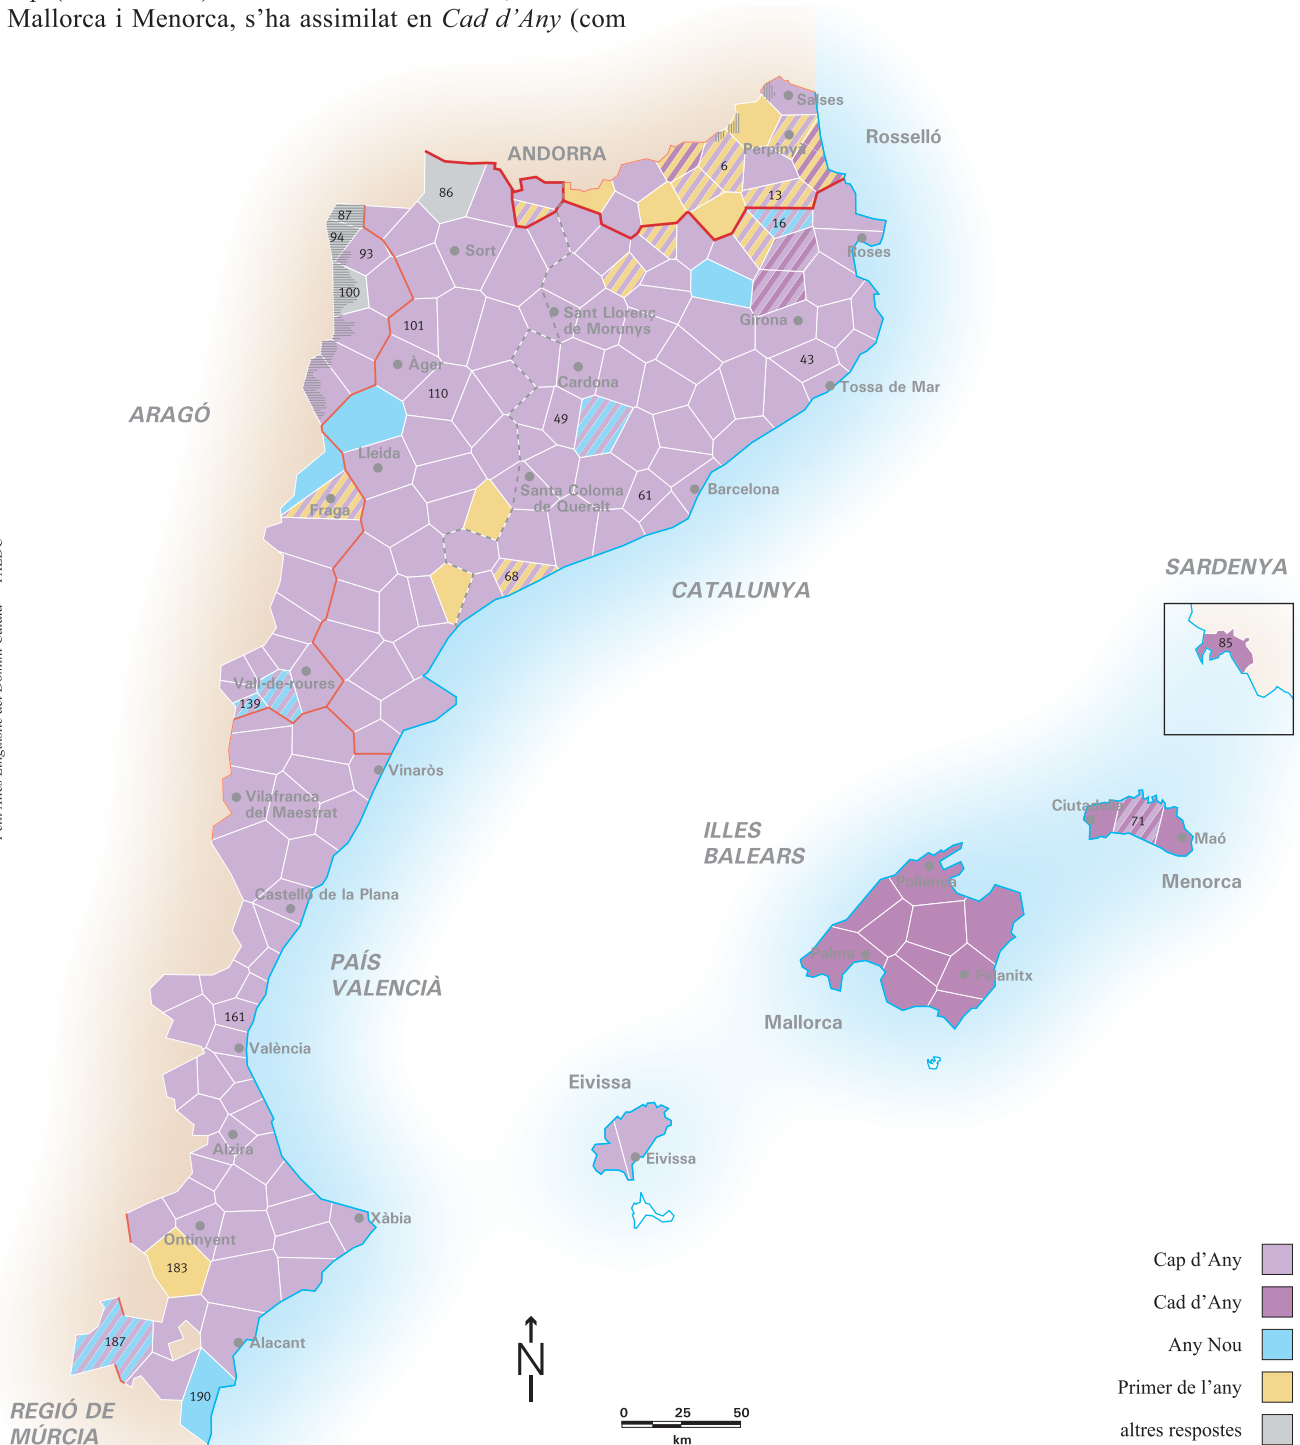 Mallorca i Menorca, s’ha assimilat en Cad d’Any (com
Salses
Rosselló
Perpinyà
ANDORRA
6
13
16
86
87
94
93
100
Sort
Roses
Sant Llorenç
de Morunys
Girona
101
43
Àger
Cardona
Tossa de Mar
110
49
ARAGÓ
Lleida
Santa Coloma
de Queralt
61
Barcelona
Fraga
68
CATALUNYA
SARDENYA
85
Vall-de-roures
139
Vinaròs
Vilafranca
del Maestrat
ILLES
BALEARS
Ciutadella
71
Maó
Menorca
Pollença
Castelló de la Plana
Palma
Felanitx
PAÍS
VALENCIÀ
Mallorca
161
València
Eivissa
Alzira
Eivissa
Xàbia
Ontinyent
183
187
Alacant
190
REGIÓ DE
MÚRCIA
N
0 25 50
km
Cap d’Any
Cad d’Any
Any Nou
Primer de l’any
altres respostes